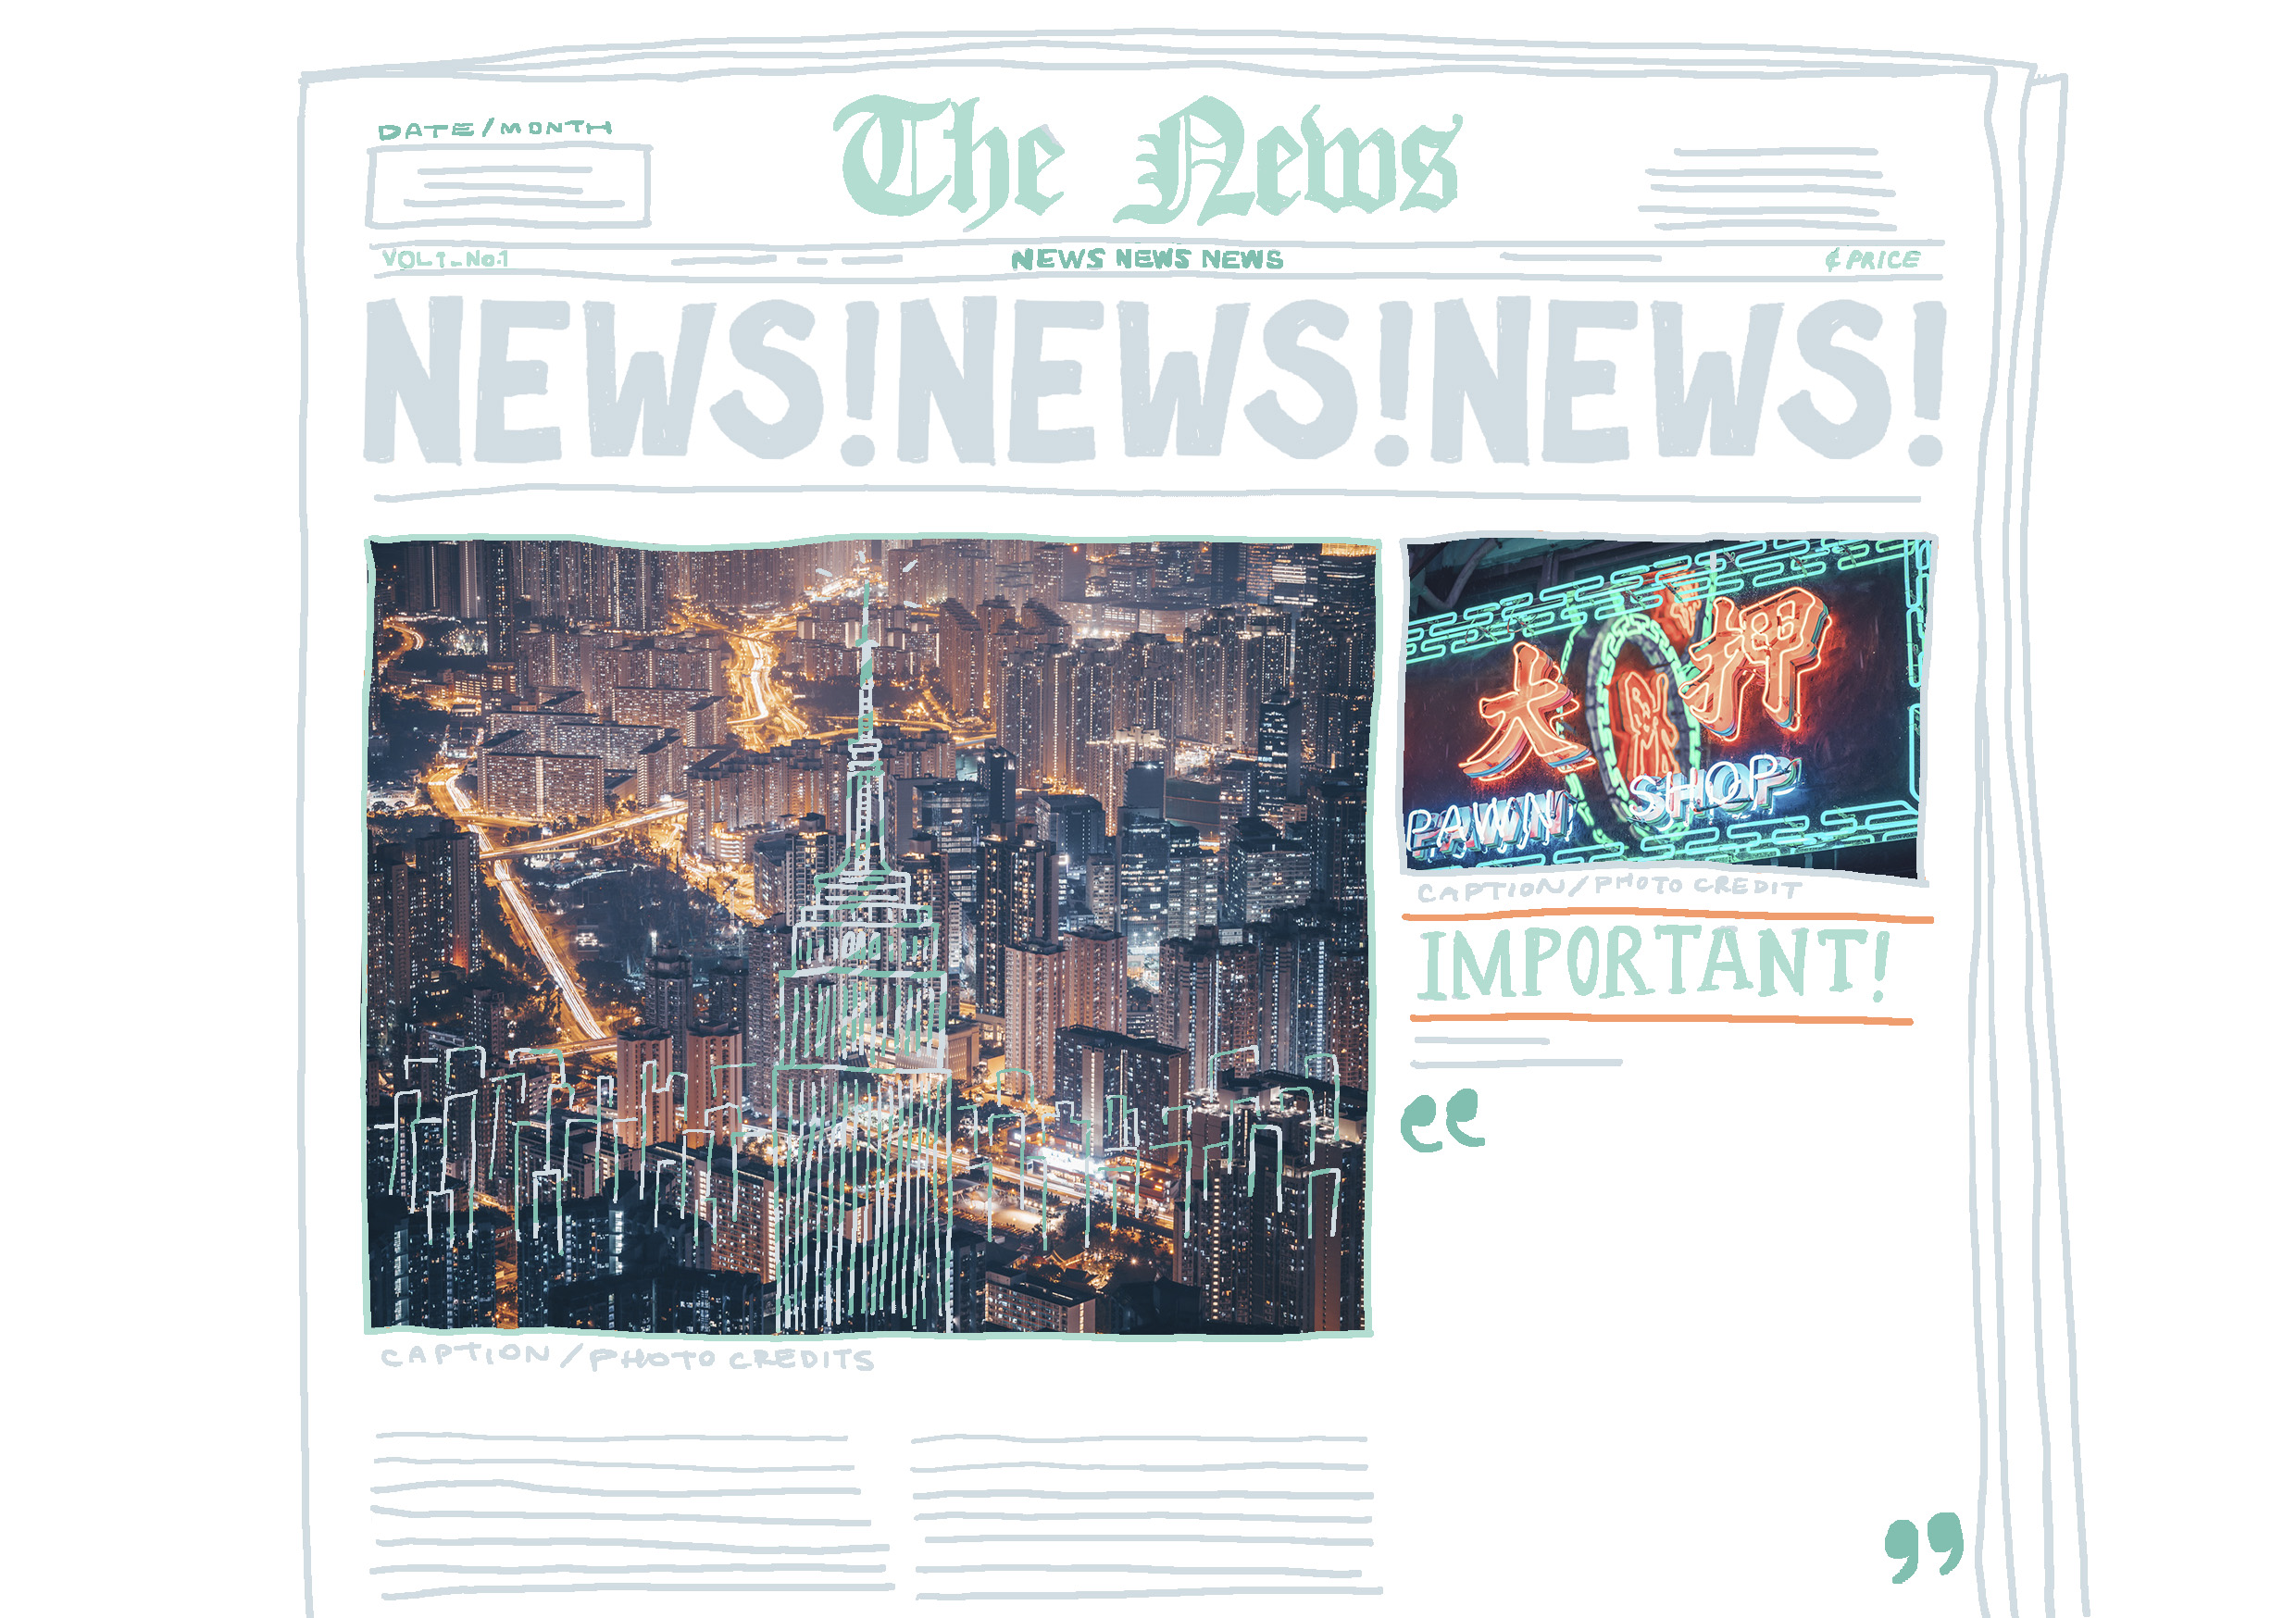 DATE/MONTH
The News
VOL 1 - No.1
NEWS NEWS NEWS
¢ PRICE
NEWS!NEWS!NEWS!
大 押
PAWN SHOP
CAPTION/PHOTO CREDIT
IMPORTANT!
“
”
CAPTION/PHOTO CREDITS